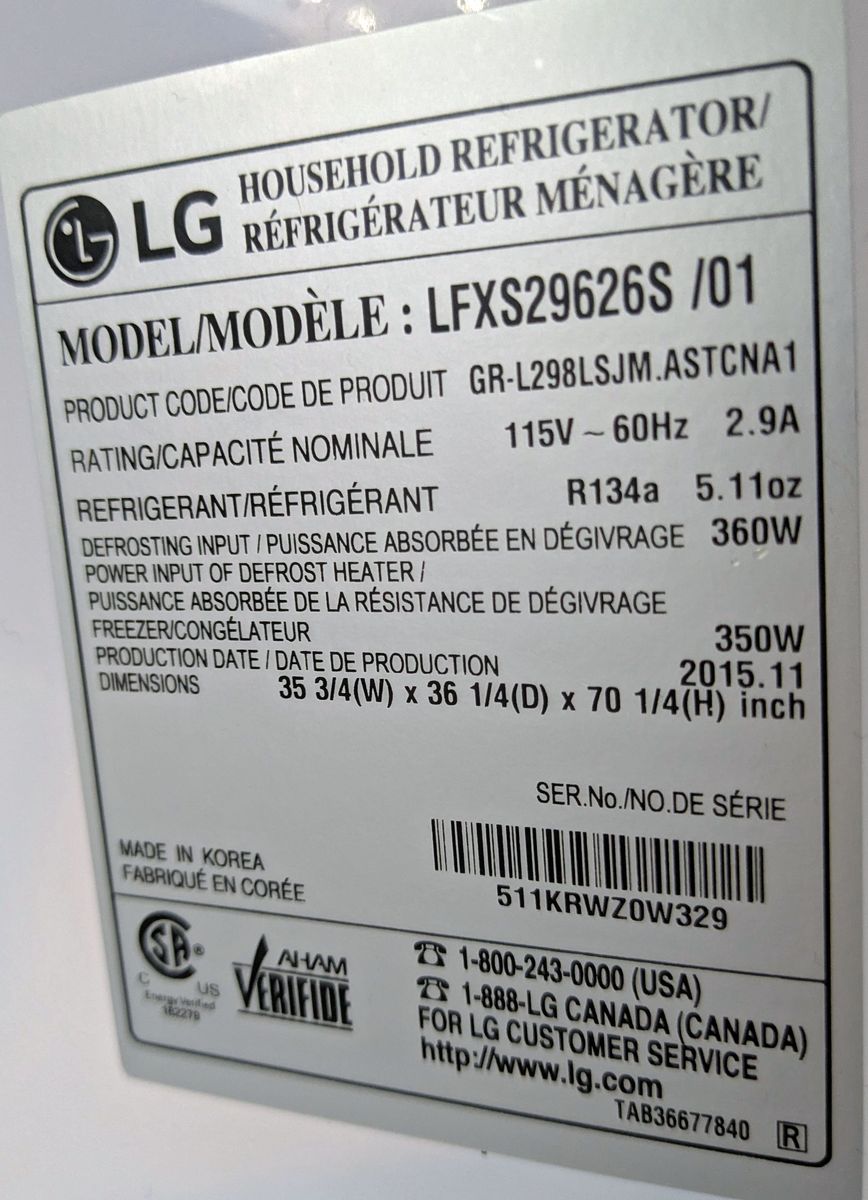 LG HOUSEHOLD REFRIGERATOR/
RÉFRIGÉRATEUR MÉNAGÈRE
MODEL/MODÈLE : LFXS29626S /01
PRODUCT CODE/CODE DE PRODUIT GR-L298LSJM.ASTCNA1
RATING/CAPACITÉ NOMINALE 115V ~ 60Hz 2.9A
REFRIGERANT/RÉFRIGÉRANT R134a 5.11oz
DEFROSTING INPUT / PUISSANCE ABSORBÉE EN DÉGIVRAGE 360W
POWER INPUT OF DEFROST HEATER /
PUISSANCE ABSORBÉE DE LA RÉSISTANCE DE DÉGIVRAGE
FREEZER/CONGÉLATEUR 350W
PRODUCTION DATE / DATE DE PRODUCTION 2015.11
DIMENSIONS 35 3/4(W) x 36 1/4(D) x 70 1/4(H) inch
SER.No./NO.DE SÉRIE
511KRWZ0W329
MADE IN KOREA
FABRIQUÉ EN CORÉE
SA ®
C US
Energy Verified
182279
AHAM
VERIFIDE
☎ 1-800-243-0000 (USA)
☎ 1-888-LG CANADA (CANADA)
FOR LG CUSTOMER SERVICE
http://www.lg.com
TAB36677840 R